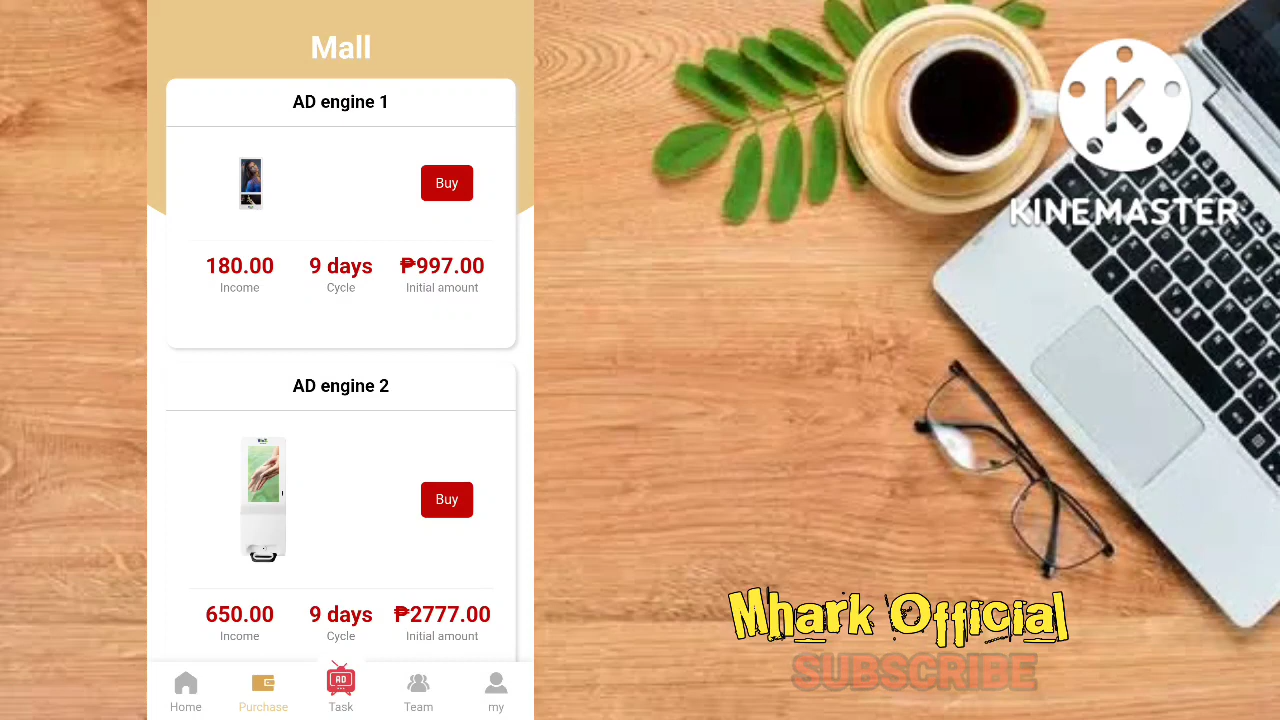 Mall
AD engine 1
Buy
180.00 9 days ₱997.00
Income Cycle Initial amount
AD engine 2
Buy
650.00 9 days ₱2777.00
Income Cycle Initial amount
AD
Home Purchase Task Team my
K
KINEMASTER
Mhark Official
SUBSCRIBE